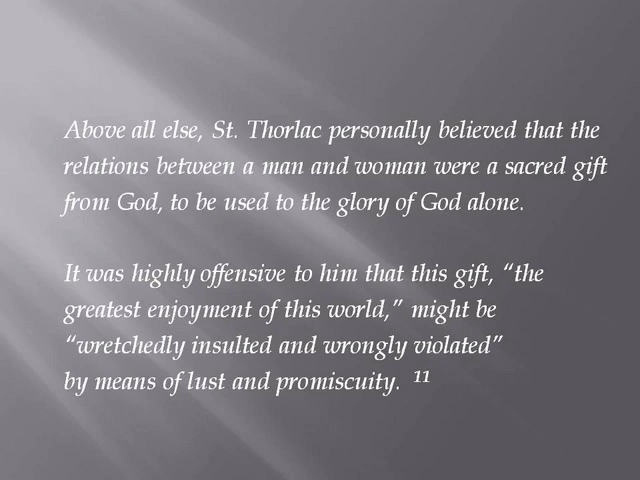 Above all else, St. Thorlac personally believed that the
relations between a man and woman were a sacred gift
from God, to be used to the glory of God alone.
It was highly offensive to him that this gift, “the
greatest enjoyment of this world,” might be
“wretchedly insulted and wrongly violated”
by means of lust and promiscuity. 11